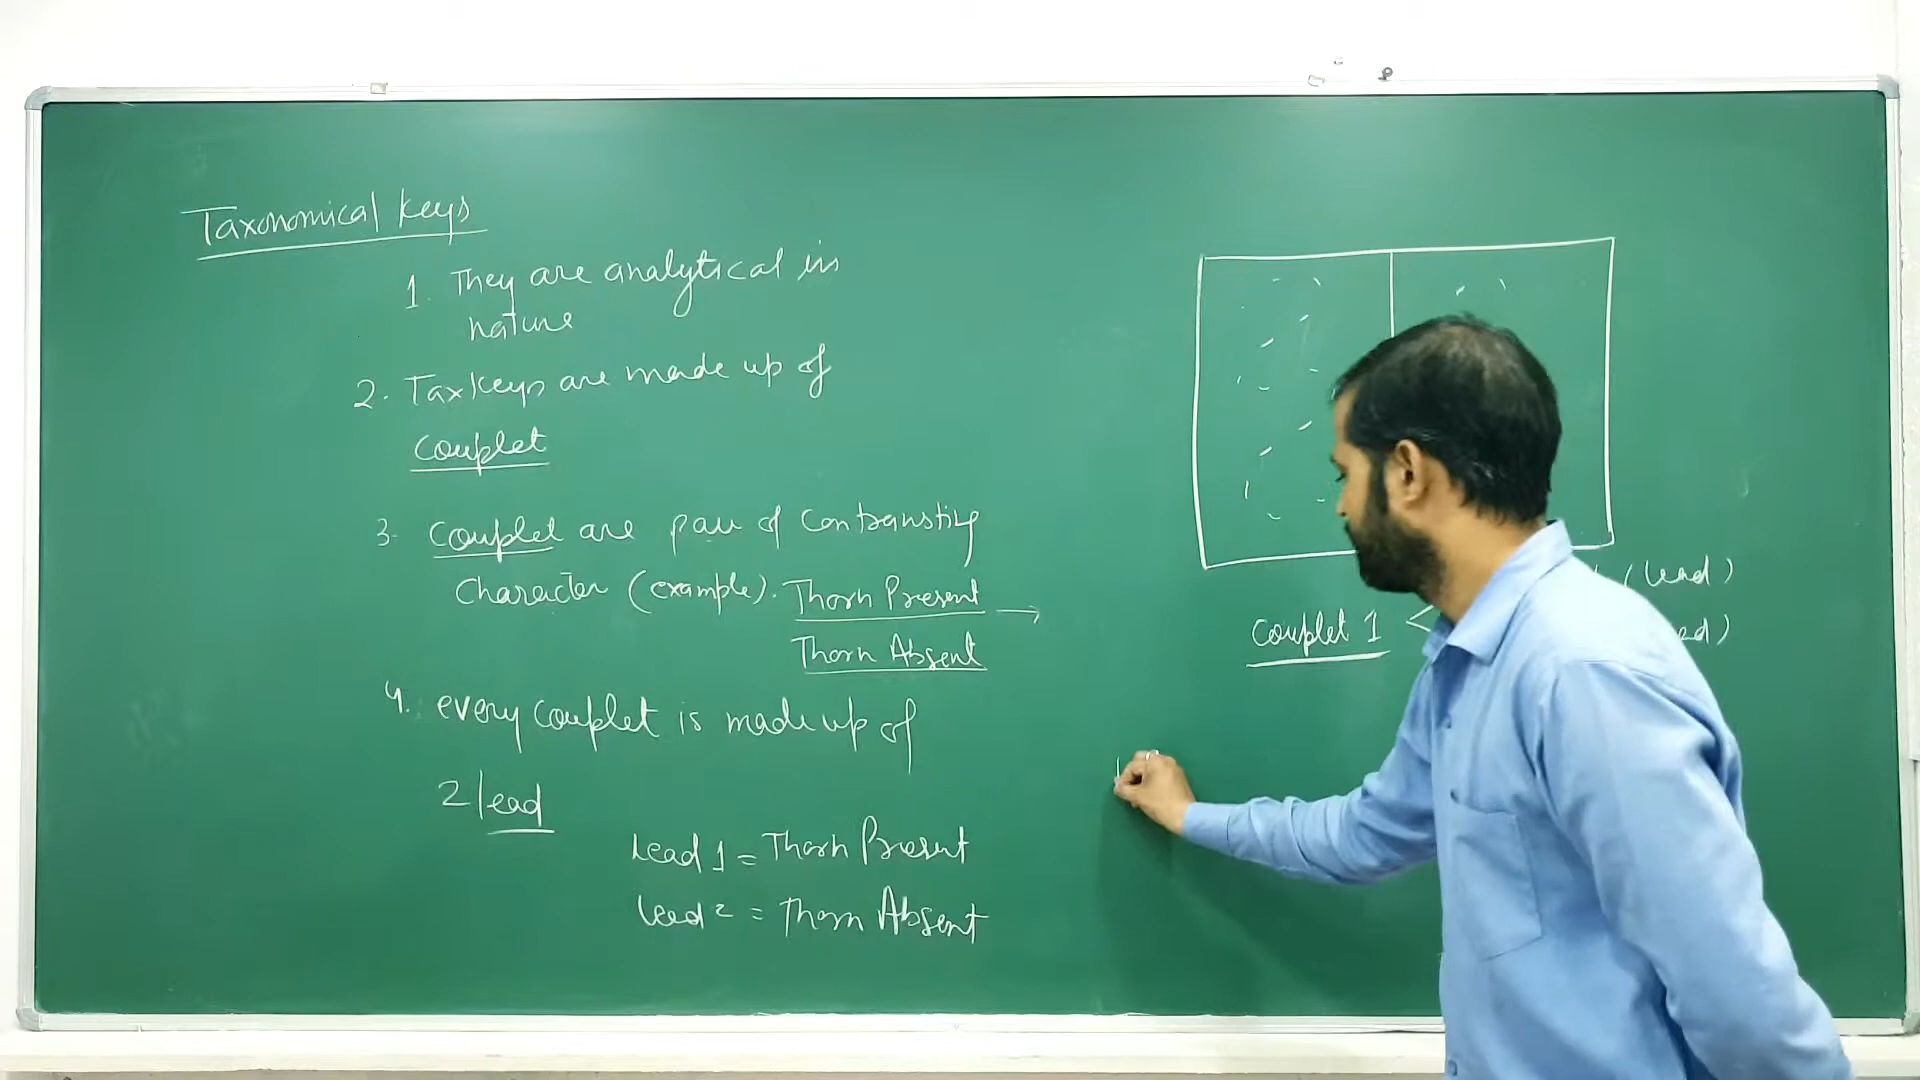 Taxonomical keys
1. They are analytical in
nature
2. Tax keys are made up of
couplet
3. Couplet are pair of Contransting
Character (example). Thorn Present →
Thorn Absent
4. every couplet is made up of
2 lead
Lead 1 = Thorn Present
Lead 2 = Thorn Absent
(lead)
Couplet 1 <